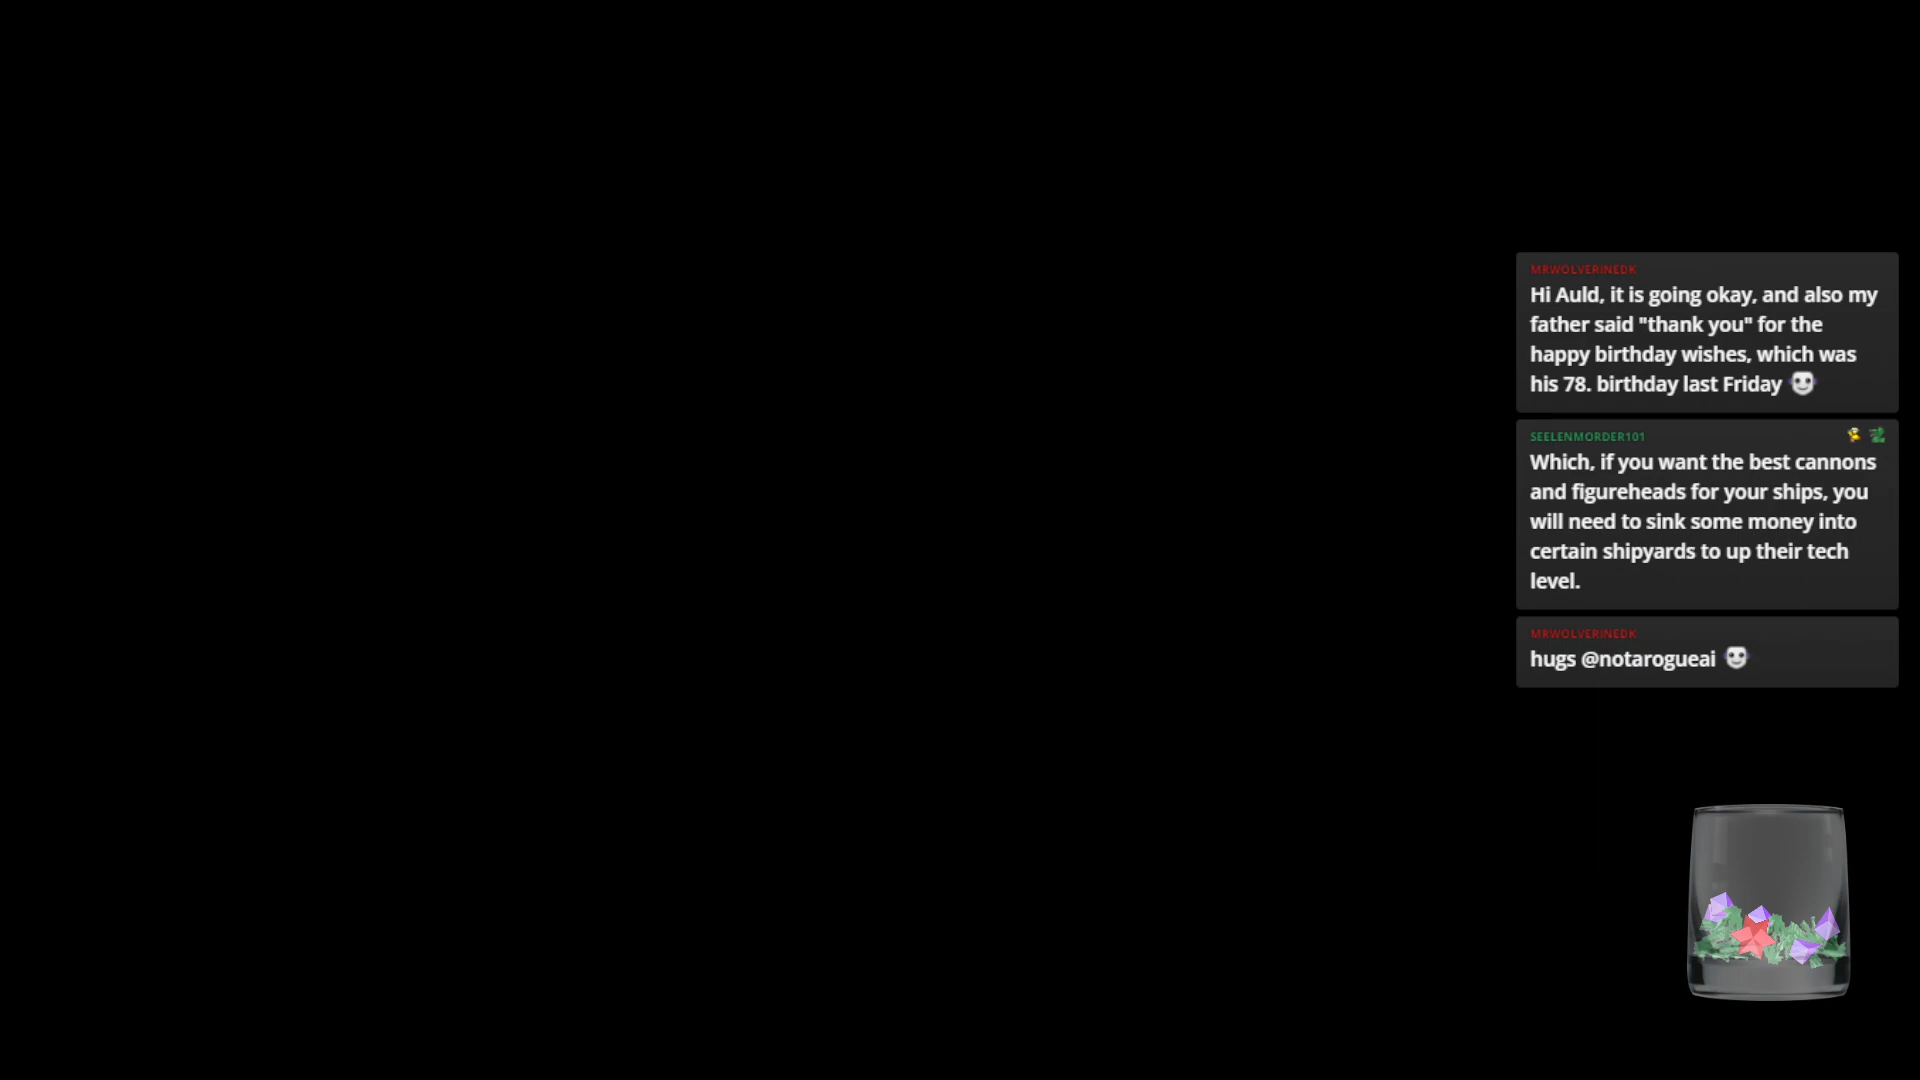 MRWOLVERINEDK
Hi Auld, it is going okay, and also my
father said "thank you" for the
happy birthday wishes, which was
his 78. birthday last Friday
SEELENMORDER101
Which, if you want the best cannons
and figureheads for your ships, you
will need to sink some money into
certain shipyards to up their tech
level.
MRWOLVERINEDK
hugs @notarogueai